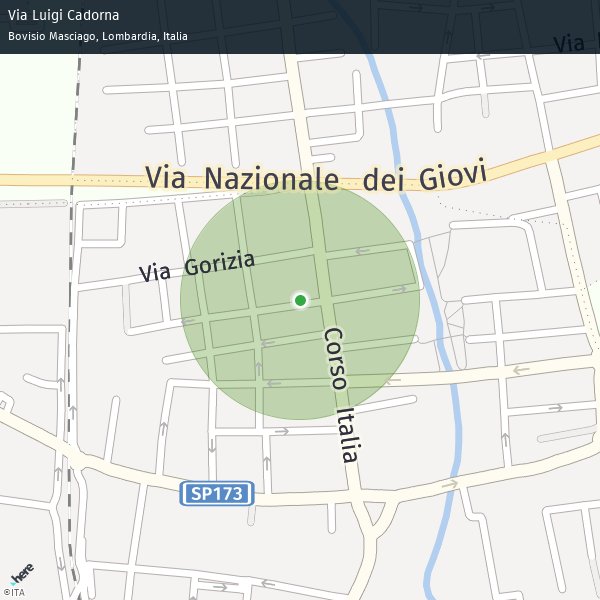 Via Luigi Cadorna
Bovisio Masciago, Lombardia, Italia
Via
Via Nazionale dei Giovi
Via Gorizia
Corso Italia
SP173
here
©ITA